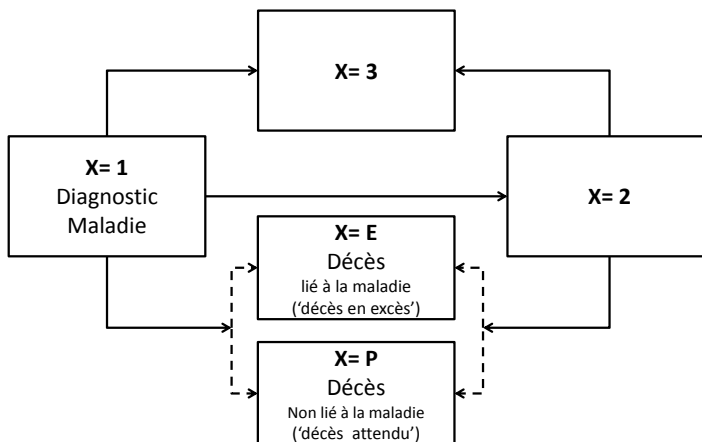 X= 3
X= 1
Diagnostic
Maladie
X= 2
X= E
Décès
lié à la maladie
(‘décès en excès’)
X= P
Décès
Non lié à la maladie
(‘décès attendu’)